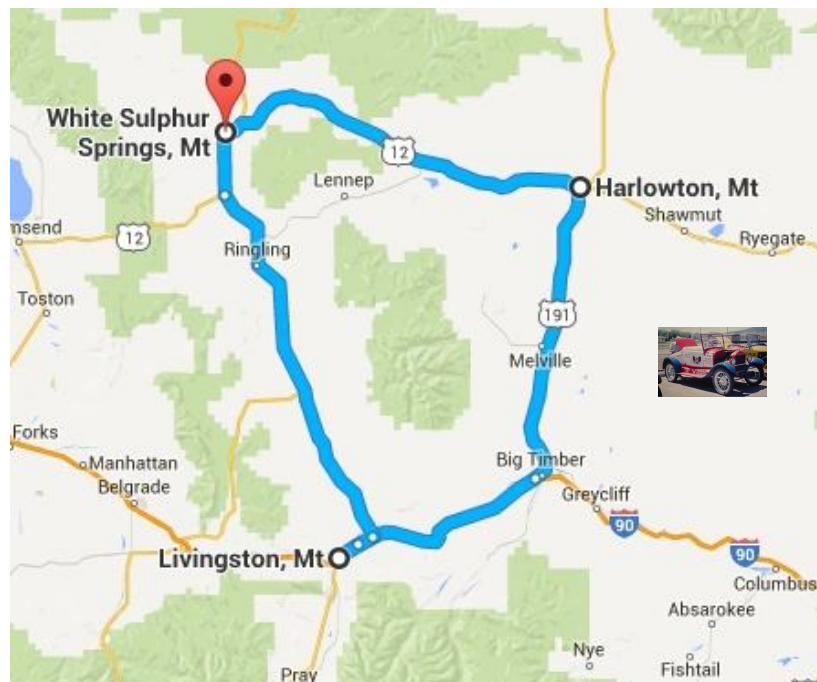 White Sulphur
Springs, Mt
12
Lennep
Harlowton, Mt
Shawmut
Ryegate
msend
12
Ringling
Toston
191
Melville
Forks
Manhattan
Belgrade
Big Timber
Greycliff
90
90
Livingston, Mt
Columbus
Absarokee
Nye
Fishtail
Pray